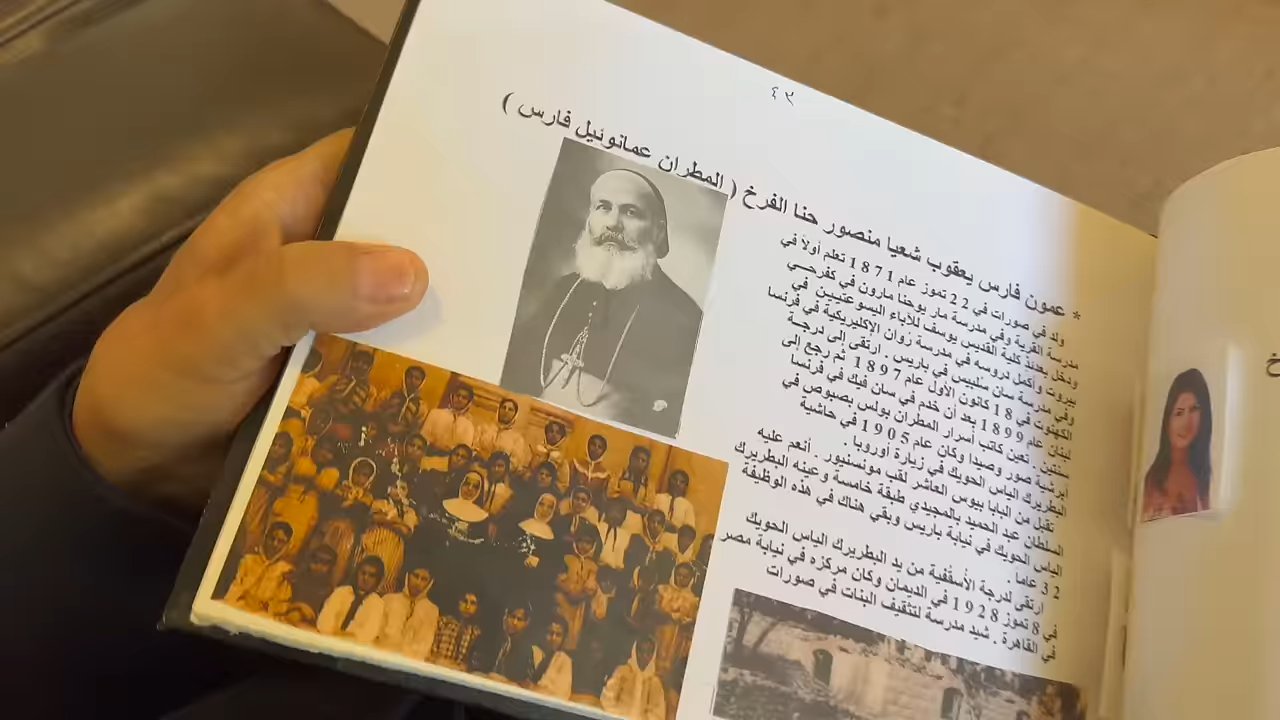 ٤٣
* عمون فارس يعقوب شعيا منصور حنا الفرخ ( المطران عمانوئيل فارس )
ولد في صورات في 22 تموز عام 1871 تعلم أولاً في
مدرسة القرية وفي مدرسة مار يوحنا مارون في كفرحي
ودخل بعدئذ كلية القديس يوسف للآباء اليسوعيين في
بيروت وأكمل دروسه في مدرسة زوان الإكليريكية في فرنسا
وفي مدرسة سان سلبيس في باريس . ارتقى إلى درجة
الكهنوت في 18 كانون الأول عام 1897 ثم رجع إلى
لبنان عام 1899 بعد أن خدم في سان فيك في فرنسا
سنتين . عُين كاتب أسرار المطران بولس بصبوص في
أبرشية صور وصيدا وكان عام 1905 في حاشية
البطريرك الياس الحويك في زيارة أوروبا .
تقبل من البابا بيوس العاشر لقب مونسنيور . أنعم عليه
السلطان عبد الحميد بالمجيدي طبقة خامسة وعينه البطريرك
الياس الحويك في نيابة باريس وبقي هناك في هذه الوظيفة
32 عاما
ارتقى لدرجة الأسقفية من يد البطريرك الياس الحويك
في 8 تموز 1928 في الديمان وكان مركزه في نيابة مصر
في القاهرة . شيد مدرسة لتثقيف البنات في صورات